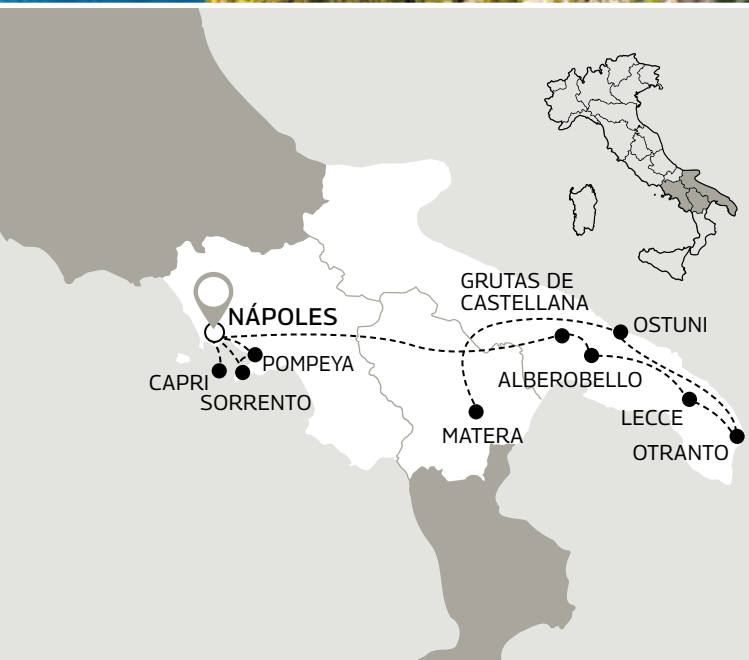 GRUTAS DE
CASTELLANA
NÁPOLES
OSTUNI
POMPEYA
CAPRI
ALBEROBELLO
SORRENTO
LECCE
MATERA
OTRANTO